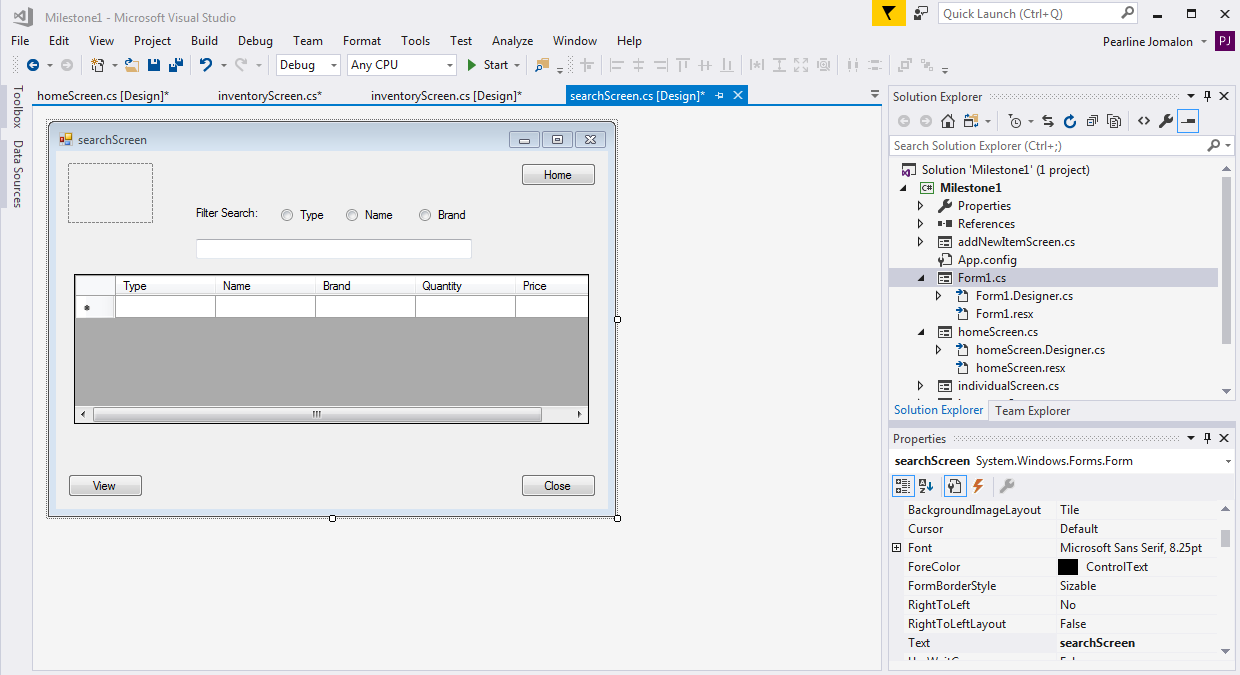 Milestone1 - Microsoft Visual Studio
Quick Launch (Ctrl+Q)
File Edit View Project Build Debug Team Format Tools Test Analyze Window Help
Pearline Jomalon PJ
Debug Any CPU Start
Toolbox
Data Sources
homeScreen.cs [Design]* inventoryScreen.cs* inventoryScreen.cs [Design]* searchScreen.cs [Design]*
searchScreen
Home
Filter Search: Type Name Brand
Type Name Brand Quantity Price
*
View Close
Solution Explorer
Search Solution Explorer (Ctrl+;)
Solution 'Milestone1' (1 project)
C# Milestone1
Properties
References
addNewItemScreen.cs
App.config
Form1.cs
Form1.Designer.cs
Form1.resx
homeScreen.cs
homeScreen.Designer.cs
homeScreen.resx
individualScreen.cs
Solution Explorer Team Explorer
Properties
searchScreen System.Windows.Forms.Form
BackgroundImageLayout Tile
Cursor Default
Font Microsoft Sans Serif, 8.25pt
ForeColor ControlText
FormBorderStyle Sizable
RightToLeft No
RightToLeftLayout False
Text searchScreen